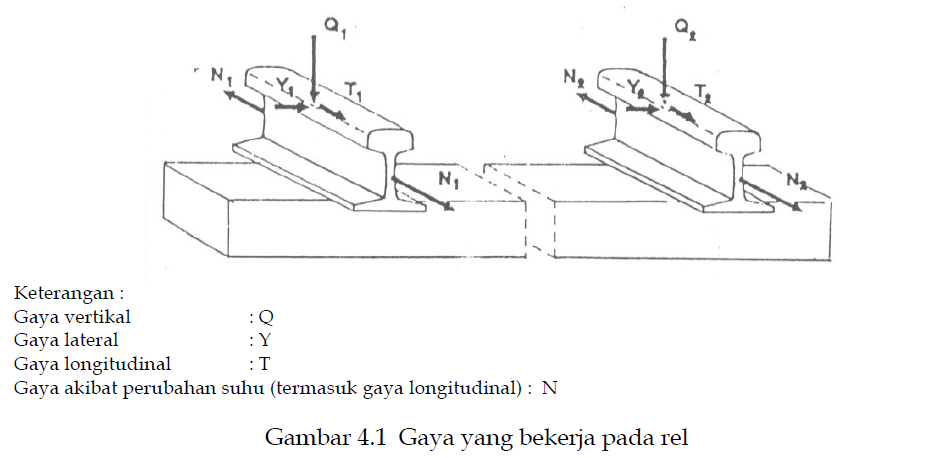 Q₁ Q₂
N₁ Y₁ T₁ N₂ Y₂ T₂
N₁ N₂
Keterangan :
Gaya vertikal : Q
Gaya lateral : Y
Gaya longitudinal : T
Gaya akibat perubahan suhu (termasuk gaya longitudinal) : N
Gambar 4.1 Gaya yang bekerja pada rel